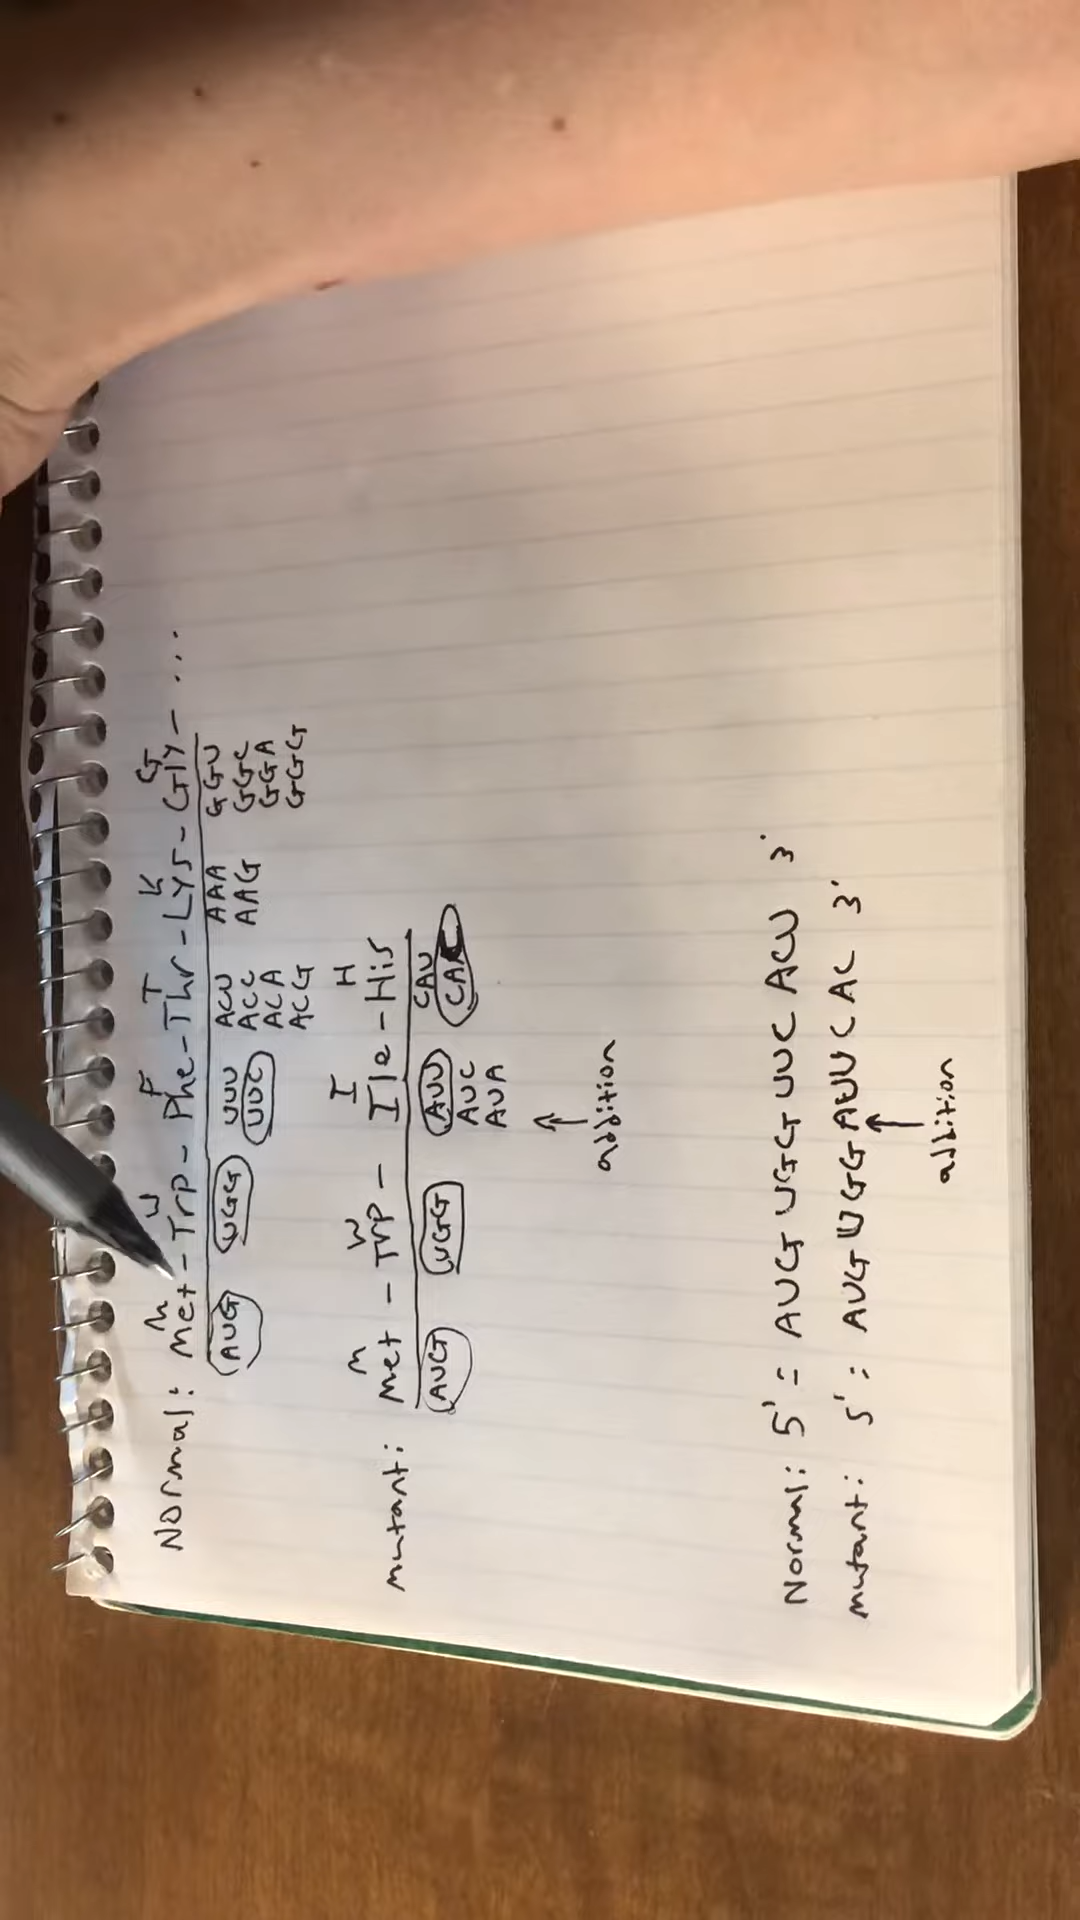 M W F T K G
Normal: Met-Trp-Phe-Thr-Lys-Gly-...
AUG UGG UUU ACU AAA GGU
UUC ACC AAG GGC
ACA GGA
ACG GGG
M W I H
mutant: Met - Trp - Ile - His
AUG UGG AUU CAU
AUC
AUA
↑
addition
Normal: 5' = AUG UGG UUC ACU 3'
mutant: 5': AUG UGG AUU CAC 3'
↑
addition